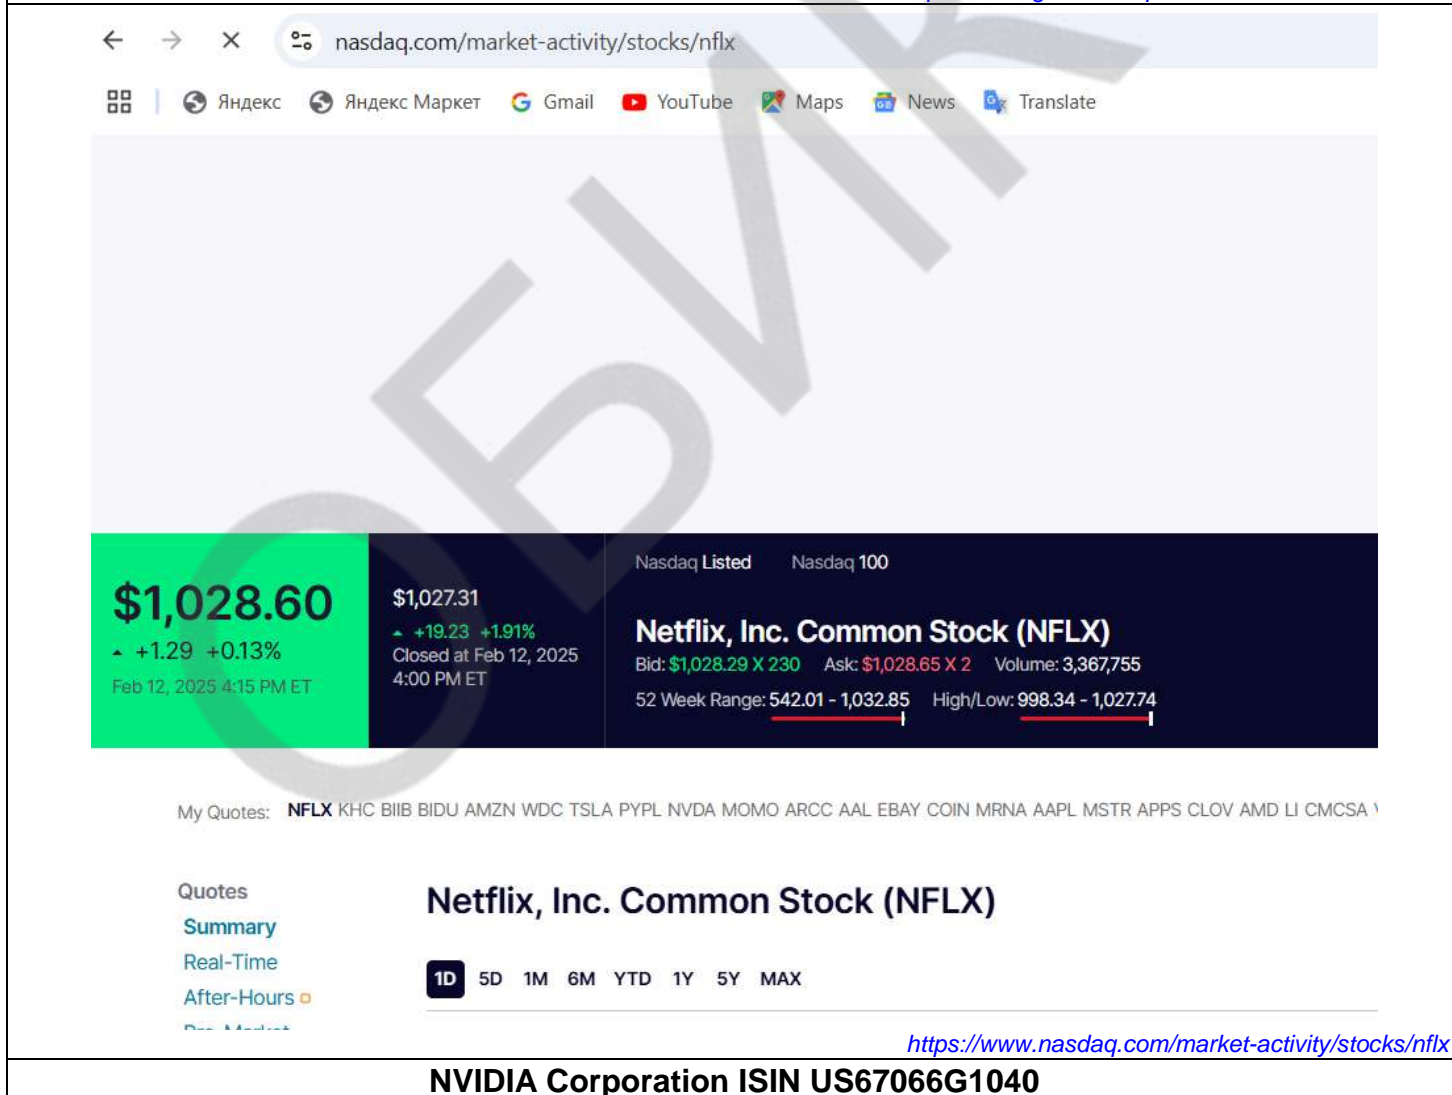 nasdaq.com/market-activity/stocks/nflx
Яндекс Яндекс Маркет Gmail YouTube Maps News Translate
ОБИК
Nasdaq Listed Nasdaq 100
$1,028.60
+1.29 +0.13%
Feb 12, 2025 4:15 PM ET
$1,027.31
+19.23 +1.91%
Closed at Feb 12, 2025
4:00 PM ET
Netflix, Inc. Common Stock (NFLX)
Bid: $1,028.29 X 230 Ask: $1,028.65 X 2 Volume: 3,367,755
52 Week Range: 542.01 - 1,032.85 High/Low: 998.34 - 1,027.74
My Quotes: NFLX KHC BIIB BIDU AMZN WDC TSLA PYPL NVDA MOMO ARCC AAL EBAY COIN MRNA AAPL MSTR APPS CLOV AMD LI CMCSA
Quotes
Summary
Real-Time
After-Hours
Netflix, Inc. Common Stock (NFLX)
1D 5D 1M 6M YTD 1Y 5Y MAX
https://www.nasdaq.com/market-activity/stocks/nflx
NVIDIA Corporation ISIN US67066G1040